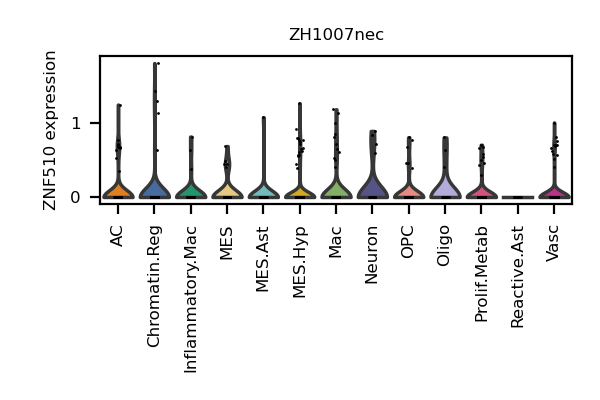 ZH1007nec
ZNF510 expression
1
0
AC
Chromatin.Reg
Inflammatory.Mac
MES
MES.Ast
MES.Hyp
Mac
Neuron
OPC
Oligo
Prolif.Metab
Reactive.Ast
Vasc